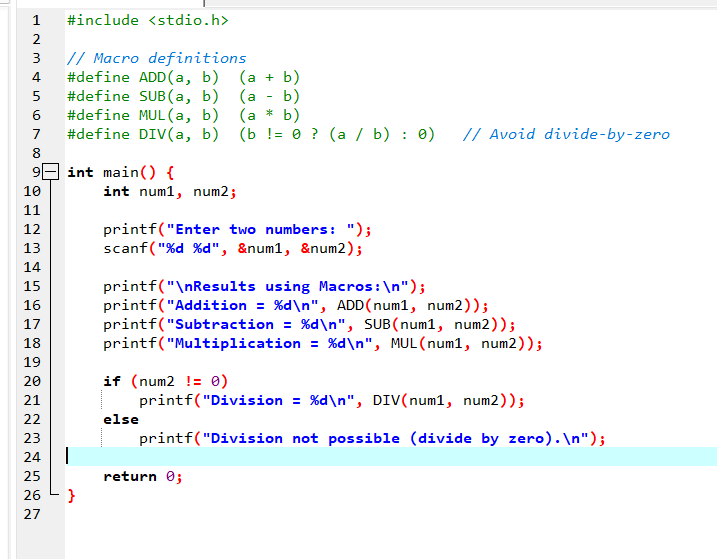 1 #include <stdio.h>
2
3 // Macro definitions
4 #define ADD(a, b)  (a + b)
5 #define SUB(a, b)  (a - b)
6 #define MUL(a, b)  (a * b)
7 #define DIV(a, b)  (b != 0 ? (a / b) : 0)   // Avoid divide-by-zero
8
9 int main() {
10     int num1, num2;
11
12     printf("Enter two numbers: ");
13     scanf("%d %d", &num1, &num2);
14
15     printf("\nResults using Macros:\n");
16     printf("Addition = %d\n", ADD(num1, num2));
17     printf("Subtraction = %d\n", SUB(num1, num2));
18     printf("Multiplication = %d\n", MUL(num1, num2));
19
20     if (num2 != 0)
21         printf("Division = %d\n", DIV(num1, num2));
22     else
23         printf("Division not possible (divide by zero).\n");
24
25     return 0;
26 }
27